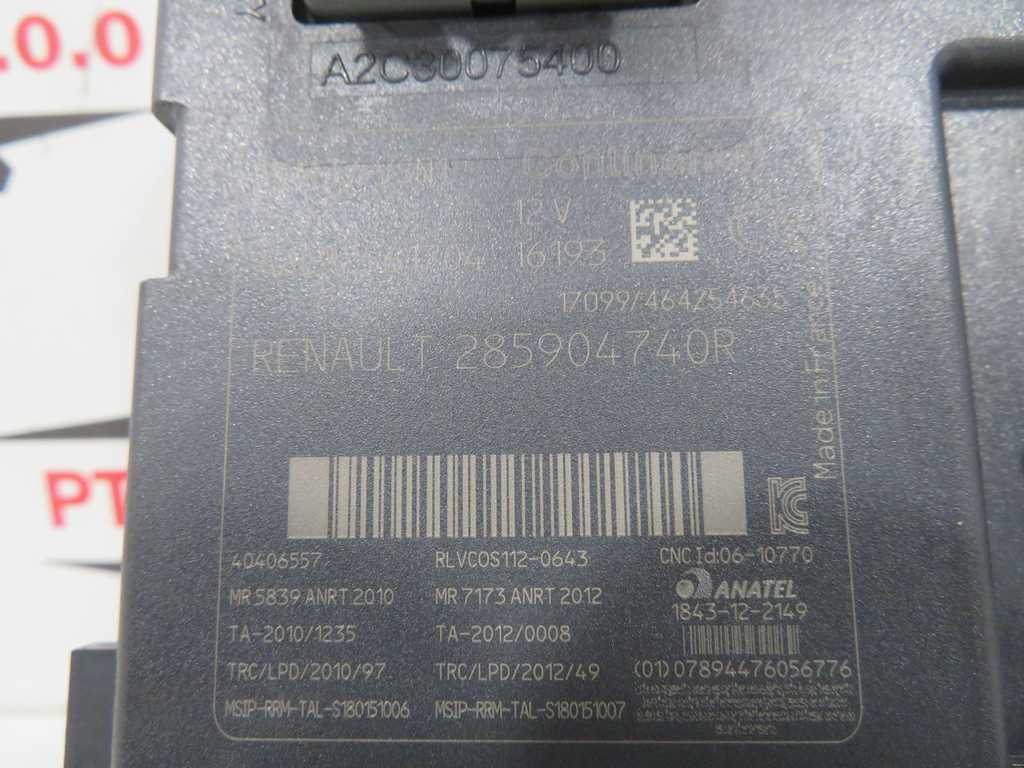 .0.0
PT
A2C30075400
Continental
12 V
16193
17099/464254635
RENAULT 285904740R
Made in France
40406557 RLVCOS112-0643 CNC Id:06-10770
MR 5839 ANRT 2010 MR 7173 ANRT 2012 ANATEL
1843-12-2149
TA-2010/1235 TA-2012/0008
TRC/LPD/2010/97 TRC/LPD/2012/49 (01)07894476056776
MSIP-RRM-TAL-S180151006 MSIP-RRM-TAL-S180151007